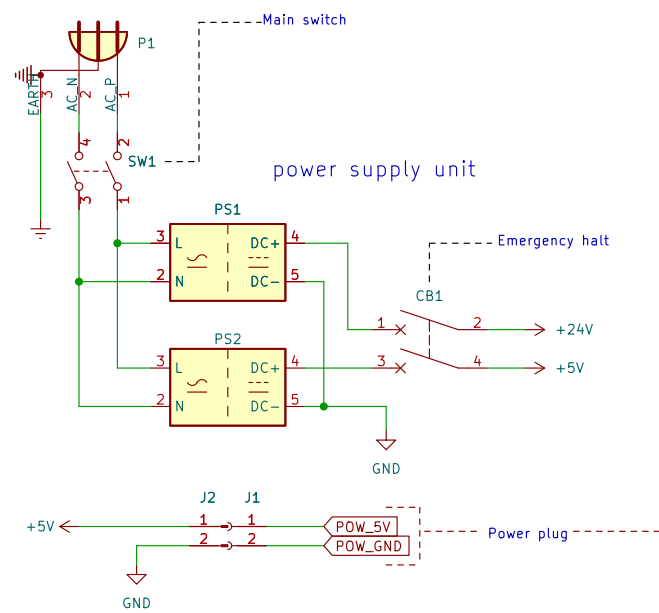 Main switch
P1
EARTH
3
AC_N
2
AC_P
1
4
2
SW1
3
1
power supply unit
PS1
3 L DC+ 4
2 N DC- 5
Emergency halt
CB1
1 2 +24V
3 4 +5V
PS2
3 L DC+ 4
2 N DC- 5
GND
J2 J1
+5V 1 1 POW_5V
2 2 POW_GND
Power plug
GND